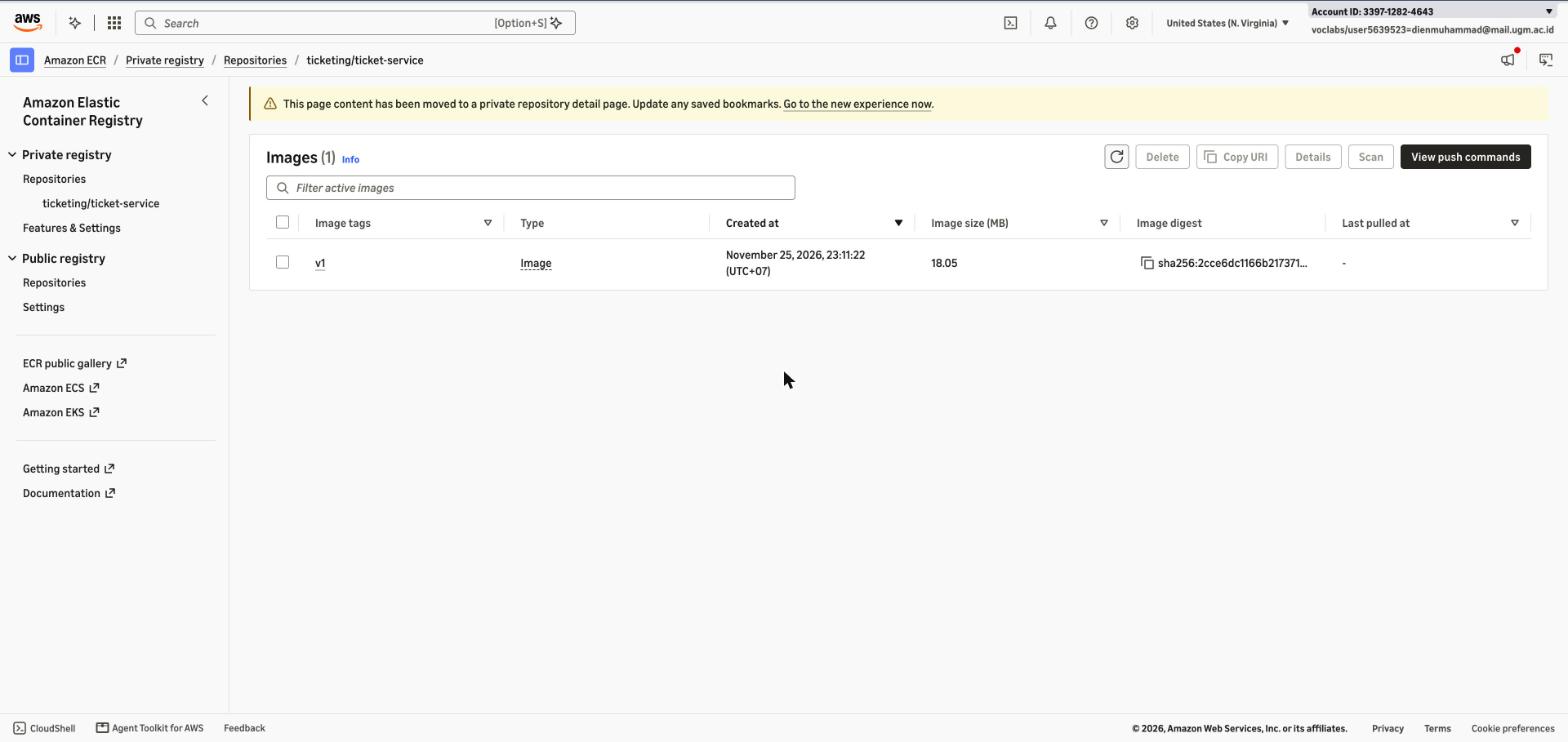 aws
Search
[Option+S]
United States (N. Virginia)
Account ID: 3397-1282-4643
voclabs/user5639523=dienmuhammad@mail.ugm.ac.id
Amazon ECR / Private registry / Repositories / ticketing/ticket-service
Amazon Elastic
Container Registry
Private registry
Repositories
ticketing/ticket-service
Features & Settings
Public registry
Repositories
Settings
ECR public gallery
Amazon ECS
Amazon EKS
Getting started
Documentation
This page content has been moved to a private repository detail page. Update any saved bookmarks. Go to the new experience now.
Images (1) Info
Delete
Copy URI
Details
Scan
View push commands
Filter active images
Image tags Type Created at Image size (MB) Image digest Last pulled at
v1 Image November 25, 2026, 23:11:22 (UTC+07) 18.05 sha256:2cce6dc1166b217371... -
CloudShell Agent Toolkit for AWS Feedback
© 2026, Amazon Web Services, Inc. or its affiliates. Privacy Terms Cookie preferences